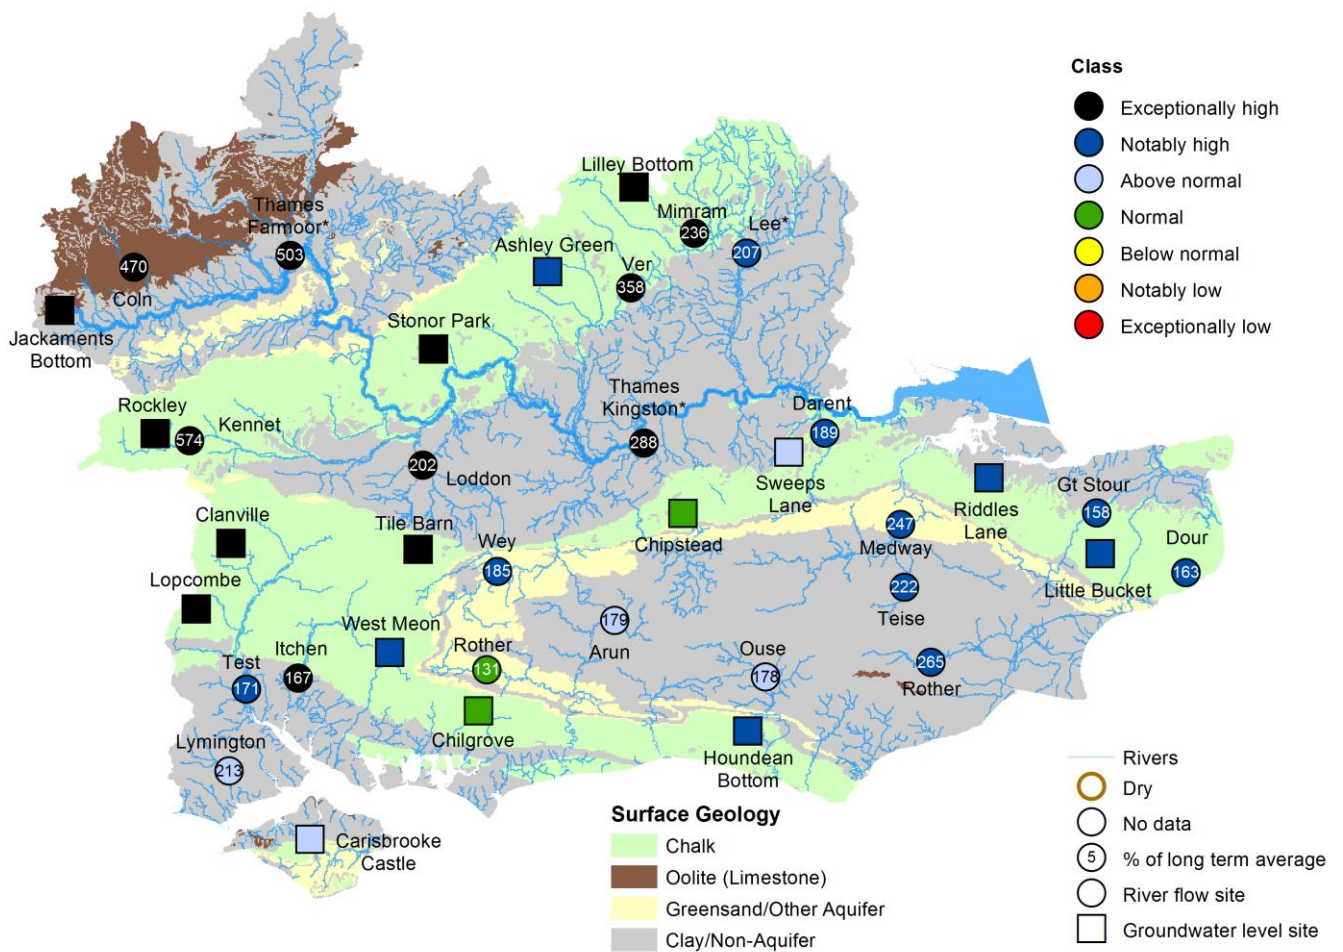 Class
Exceptionally high
Notably high
Above normal
Normal
Below normal
Notably low
Exceptionally low
Lilley Bottom
Mimram
236
Lee*
207
Thames
Farmoor*
503
Ashley Green
Ver
358
470
Coln
Jackaments
Bottom
Stonor Park
Rockley
574
Kennet
Thames
Kingston*
288
Darent
189
202
Loddon
Sweeps
Lane
Riddles
Lane
Gt Stour
158
Clanville
Tile Barn
Wey
185
Chipstead
247
Medway
Dour
163
Lopcombe
222
Teise
Little Bucket
West Meon
179
Arun
Itchen
167
Test
171
Rother
131
Ouse
178
265
Rother
Chilgrove
Lymington
213
Houndean
Bottom
Carisbrooke
Castle
Surface Geology
Chalk
Oolite (Limestone)
Greensand/Other Aquifer
Clay/Non-Aquifer
Rivers
Dry
No data
5
% of long term average
River flow site
Groundwater level site